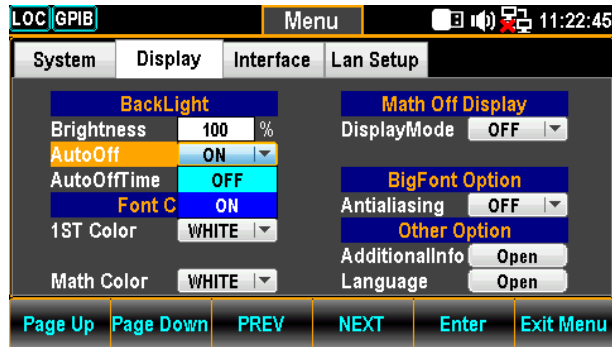 LOC GPIB Menu 11:22:45
System Display Interface Lan Setup
BackLight
Brightness 100 %
AutoOff ON
AutoOffTime OFF
ON
Font C
1ST Color WHITE
Math Color WHITE
Math Off Display
DisplayMode OFF
BigFont Option
Antialiasing OFF
Other Option
AdditionalInfo Open
Language Open
Page Up Page Down PREV NEXT Enter Exit Menu